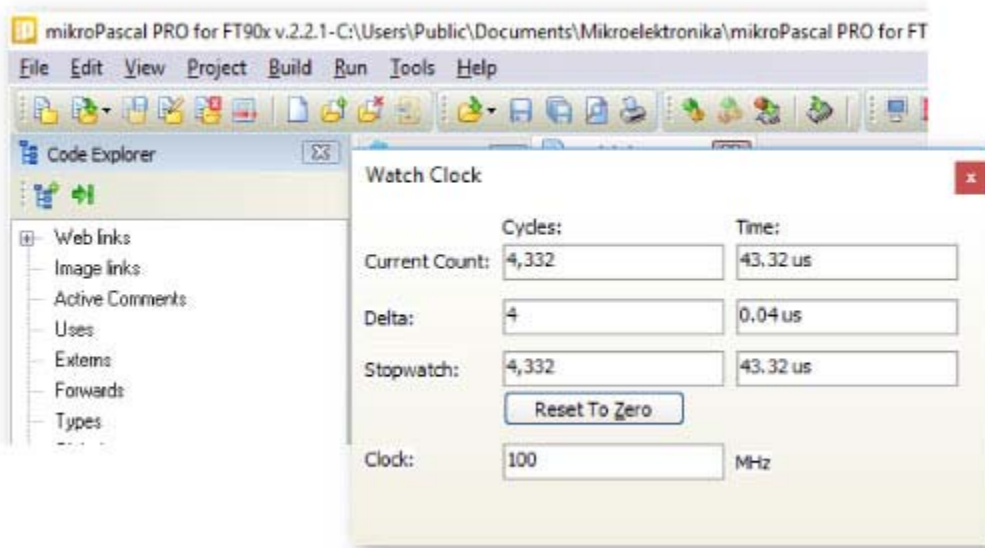 mikroPascal PRO for FT90x v.2.2.1-C:\Users\Public\Documents\Mikroelektronika\mikroPascal PRO for FT
File Edit View Project Build Run Tools Help
Code Explorer
Web links
Image links
Active Comments
Uses
Externs
Forwards
Types
Watch Clock
Cycles: Time:
Current Count: 4,332 43.32 us
Delta: 4 0.04 us
Stopwatch: 4,332 43.32 us
Reset To Zero
Clock: 100 MHz